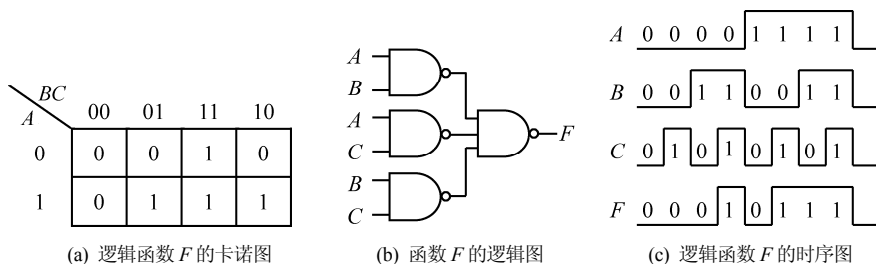 BC
A
00 01 11 10
0 0 0 1 0
1 0 1 1 1
(a) 逻辑函数 F 的卡诺图
A
B
A
C
B
C
F
(b) 函数 F 的逻辑图
A 0 0 0 0 1 1 1 1
B 0 0 1 1 0 0 1 1
C 0 1 0 1 0 1 0 1
F 0 0 0 1 0 1 1 1
(c) 逻辑函数 F 的时序图